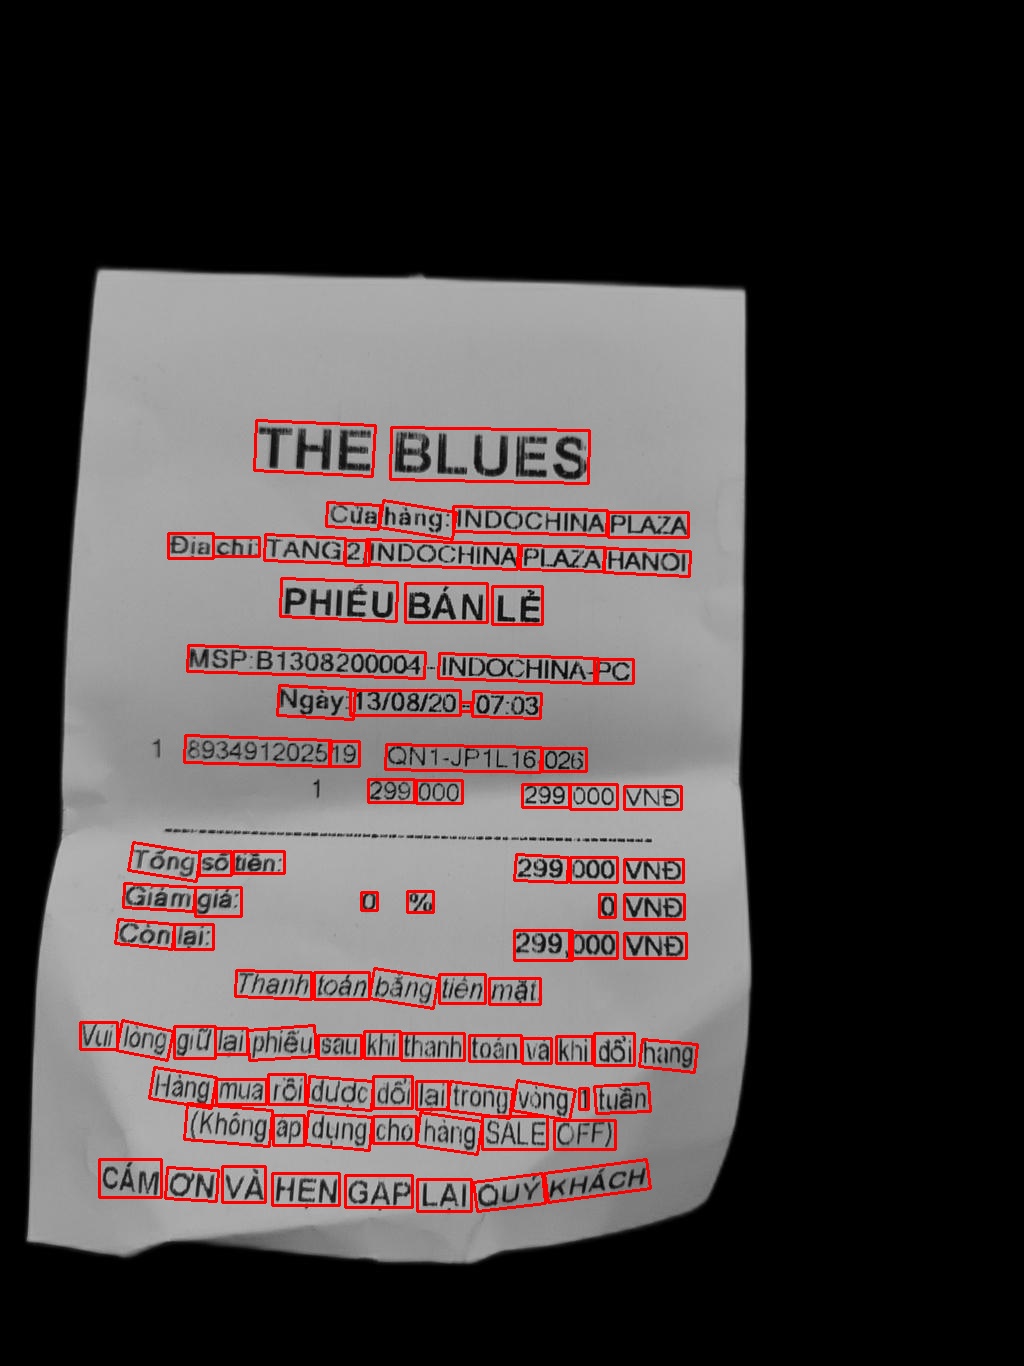 THE BLUES
Cửa hàng: INDOCHINA PLAZA
Địa chỉ: TANG 2, INDOCHINA PLAZA HANOI
PHIẾU BÁN LẺ
MSP:B1308200004 - INDOCHINA-PC
Ngày: 13/08/20 - 07:03
1 89349120251 9 QN1-JP1L16-026
1 299,000 299,000 VNĐ
Tổng số tiền: 299,000 VNĐ
Giảm giá: 0 % 0 VNĐ
Còn lại: 299,000 VNĐ
Thanh toán bằng tiền mặt.
Vui lòng giữ lại phiếu sau khi thanh toán và khi đổi hàng
Hàng mua rồi được đổi lại trong vòng 1 tuần
(Không áp dụng cho hàng SALE OFF)
CÁM ƠN VÀ HẸN GẶP LẠI QUÝ KHÁCH